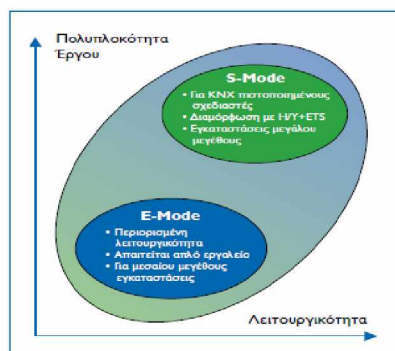 Πολυπλοκότητα
Έργου
S-Mode
• Για KNX πιστοποιημένους
σχεδιαστές
• Διαμόρφωση με Η/Υ+ETS
• Εγκαταστάσεις μεγάλου
μεγέθους
E-Mode
• Περιορισμένη
λειτουργικότητα
• Απαιτείται απλό εργαλείο
• Για μεσαίου μεγέθους
εγκαταστάσεις
Λειτουργικότητα